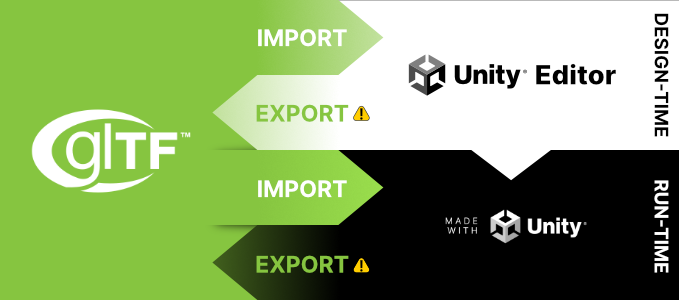 IMPORT
EXPORT
glTF™
IMPORT
EXPORT
Unity® Editor
MADE
WITH
Unity®
DESIGN-TIME
RUN-TIME